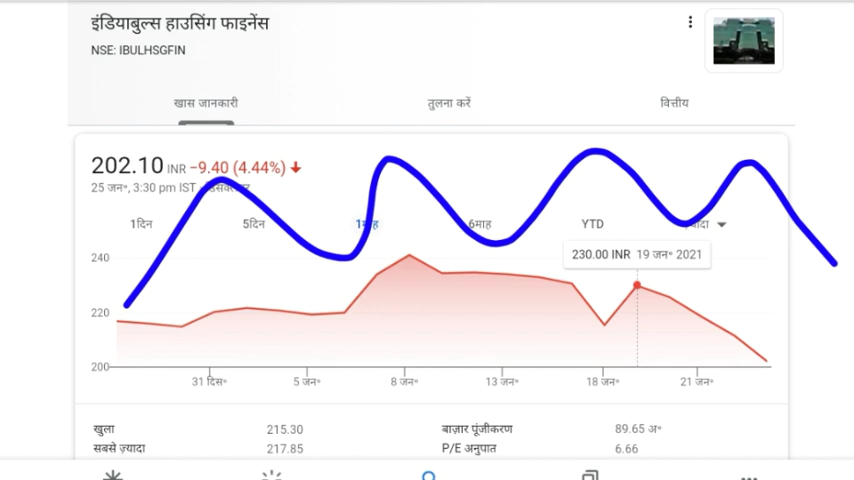 इंडियाबुल्स हाउसिंग फाइनेंस
NSE: IBULHSGFIN
खास जानकारी तुलना करें वित्तीय
202.10 INR −9.40 (4.44%)
25 जन॰, 3:30 pm IST
1दिन 5दिन 6माह YTD
230.00 INR 19 जन॰ 2021
240
220
200
31 दिस॰ 5 जन॰ 8 जन॰ 13 जन॰ 18 जन॰ 21 जन॰
खुला 215.30 बाज़ार पूंजीकरण 89.65 अ॰
सबसे ज़्यादा 217.85 P/E अनुपात 6.66